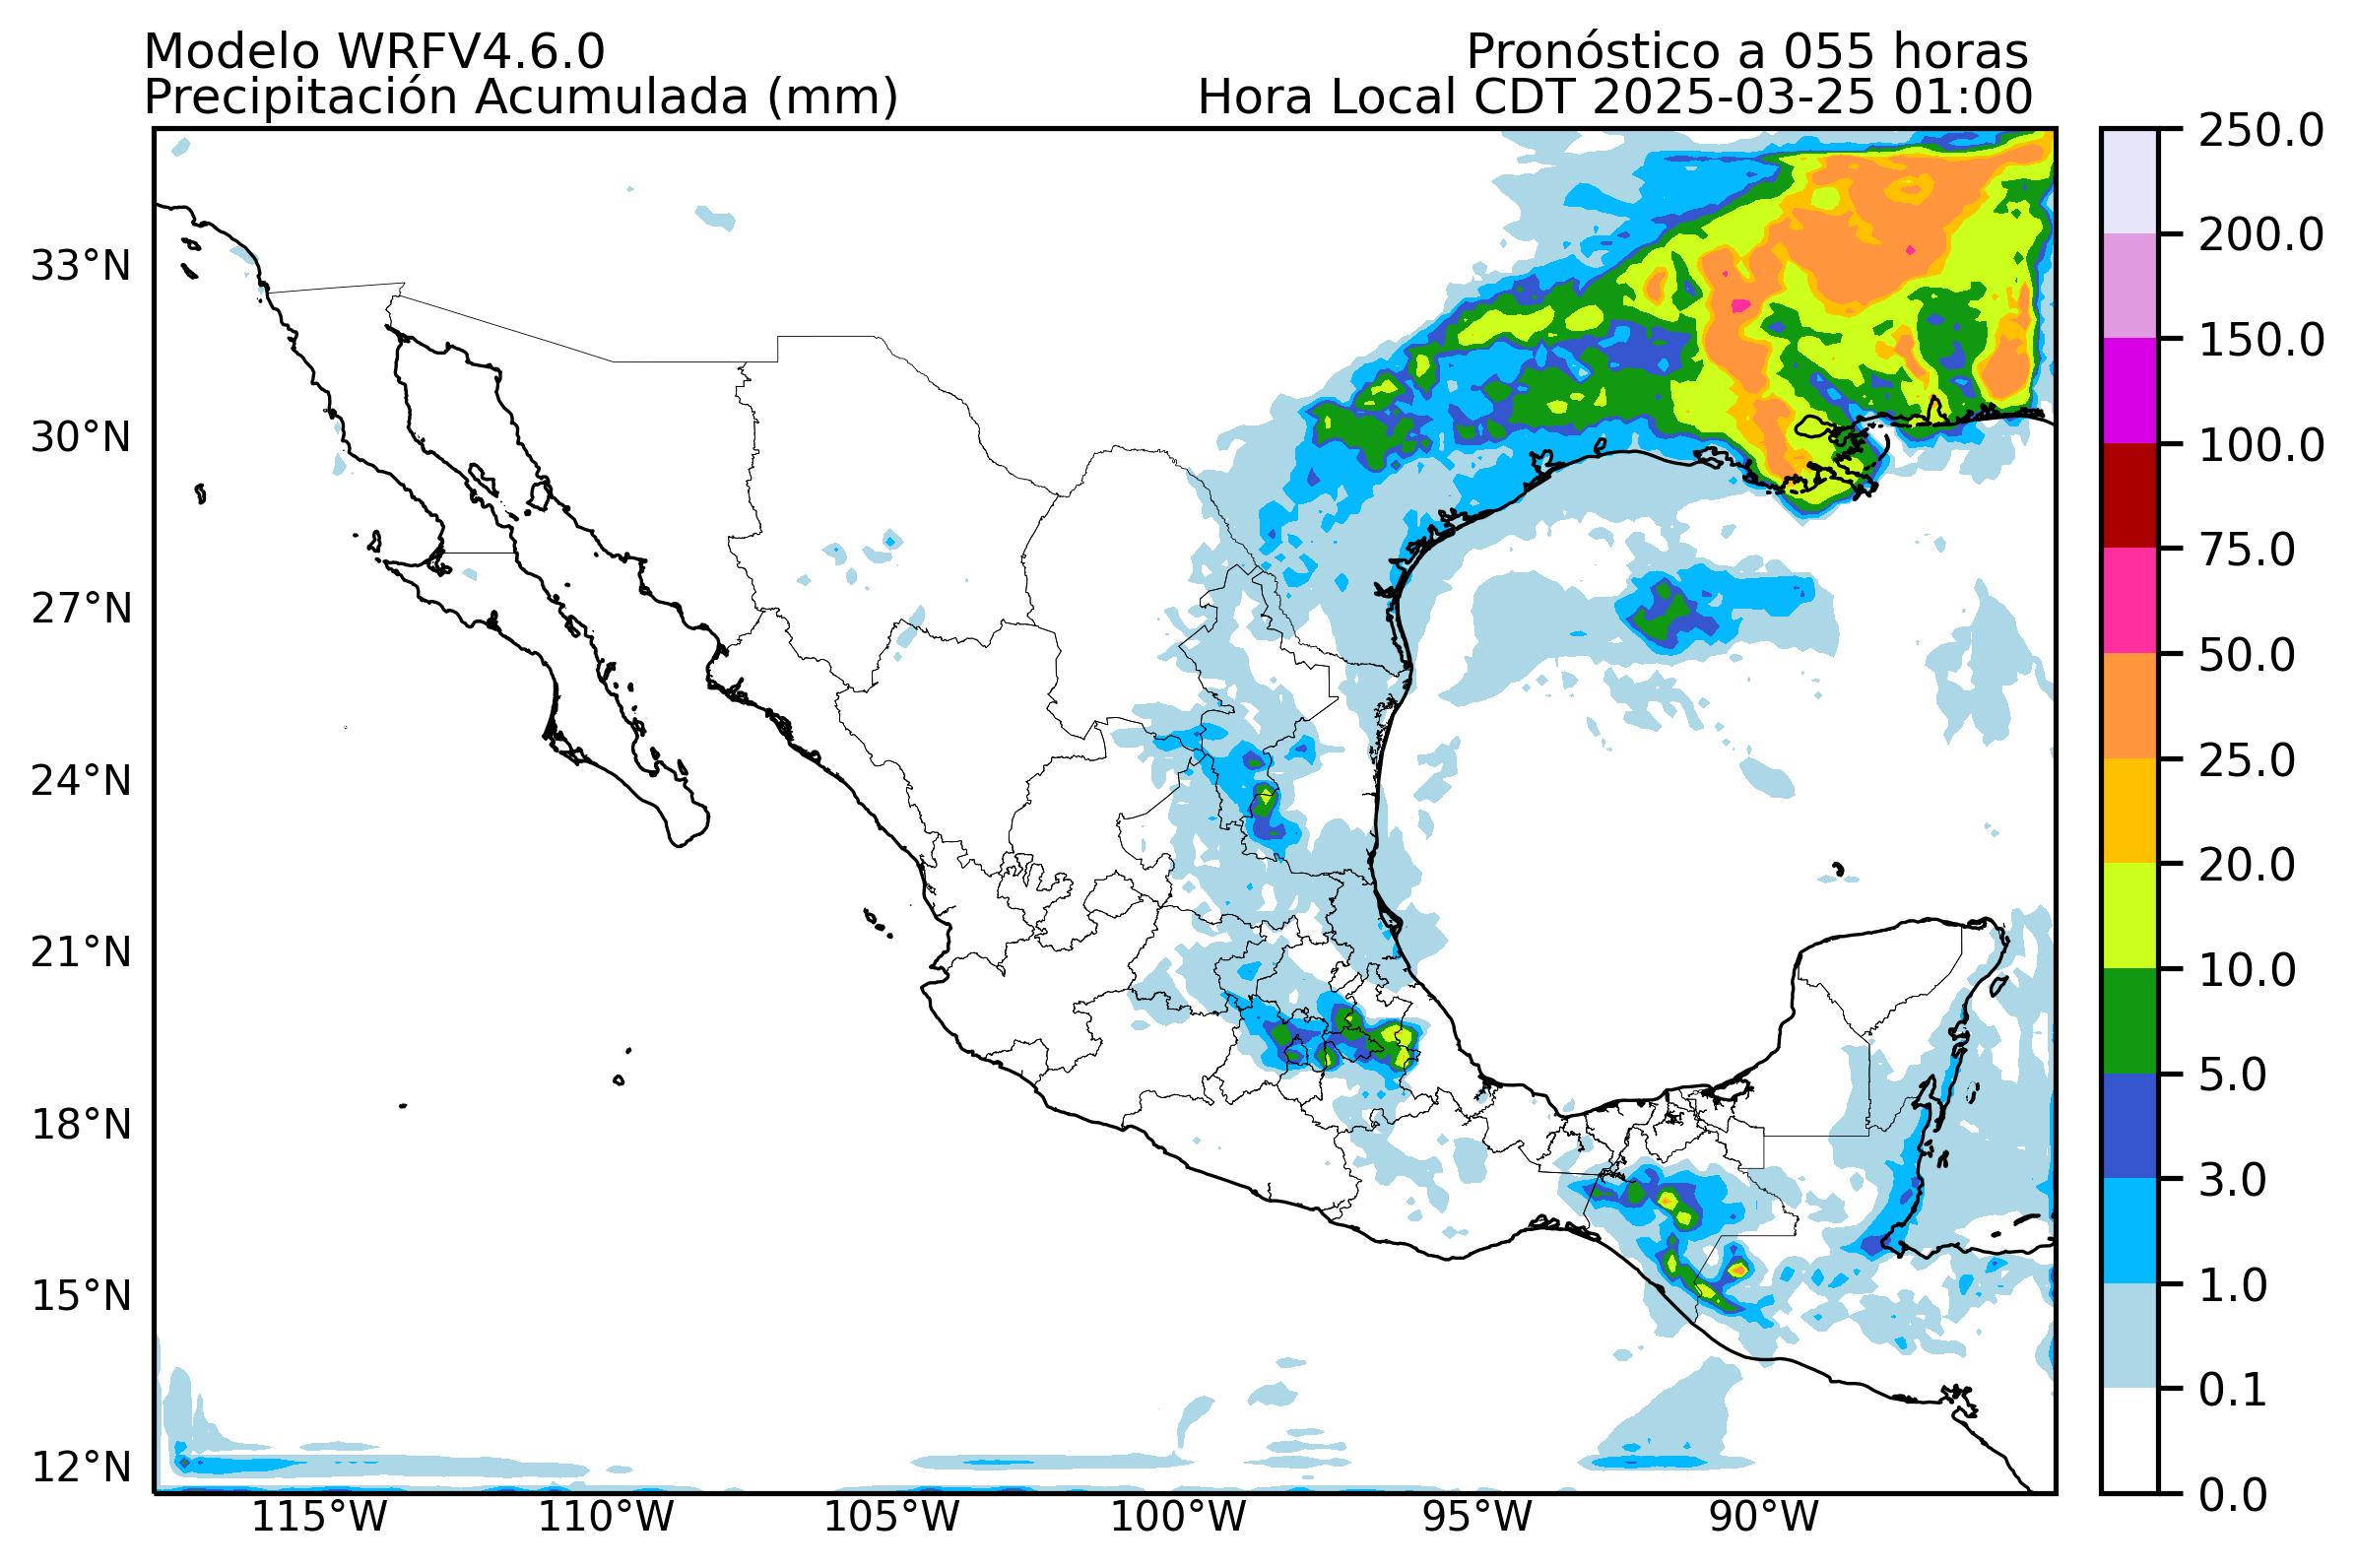 Modelo WRFV4.6.0
Pronóstico a 055 horas
Precipitación Acumulada (mm)
Hora Local CDT 2025-03-25 01:00
33°N
30°N
27°N
24°N
21°N
18°N
15°N
12°N
115°W
110°W
105°W
100°W
95°W
90°W
250.0
200.0
150.0
100.0
75.0
50.0
25.0
20.0
10.0
5.0
3.0
1.0
0.1
0.0